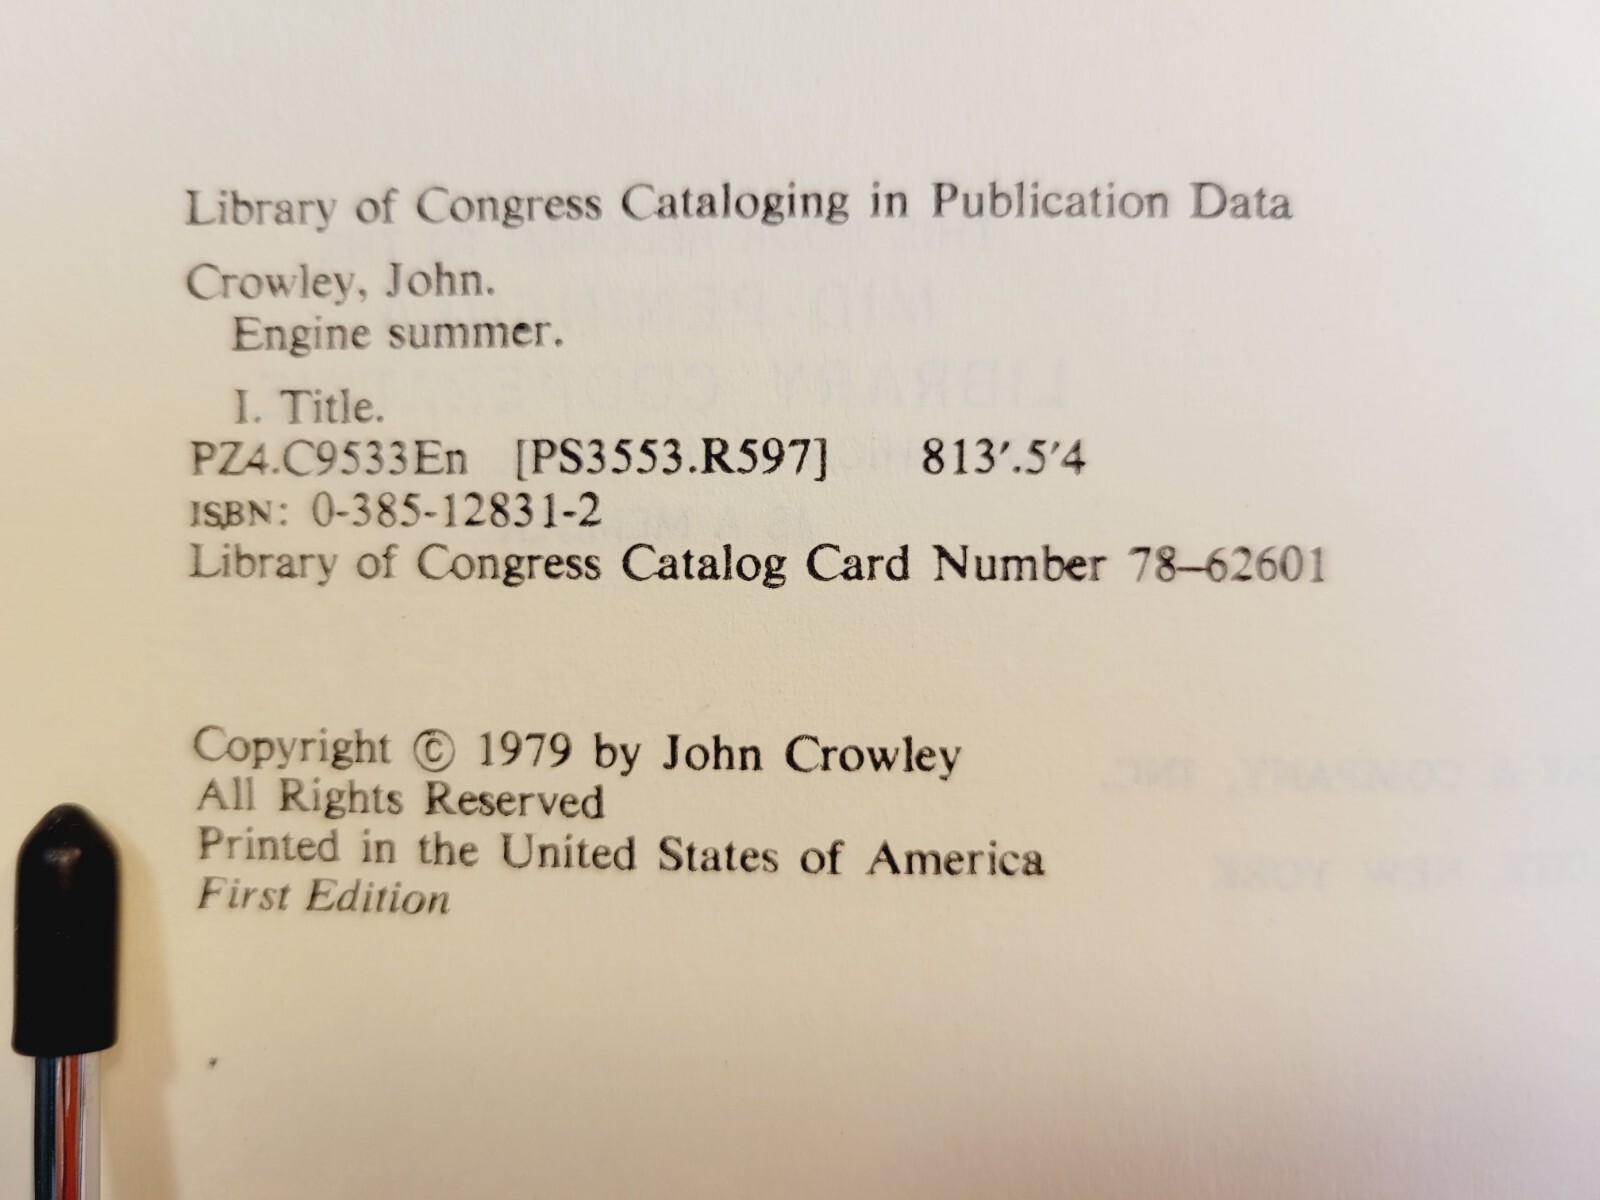 Library of Congress Cataloging in Publication Data
Crowley, John.
Engine summer.
I. Title.
PZ4.C9533En [PS3553.R597] 813'.5'4
ISBN: 0-385-12831-2
Library of Congress Catalog Card Number 78–62601
Copyright © 1979 by John Crowley
All Rights Reserved
Printed in the United States of America
First Edition